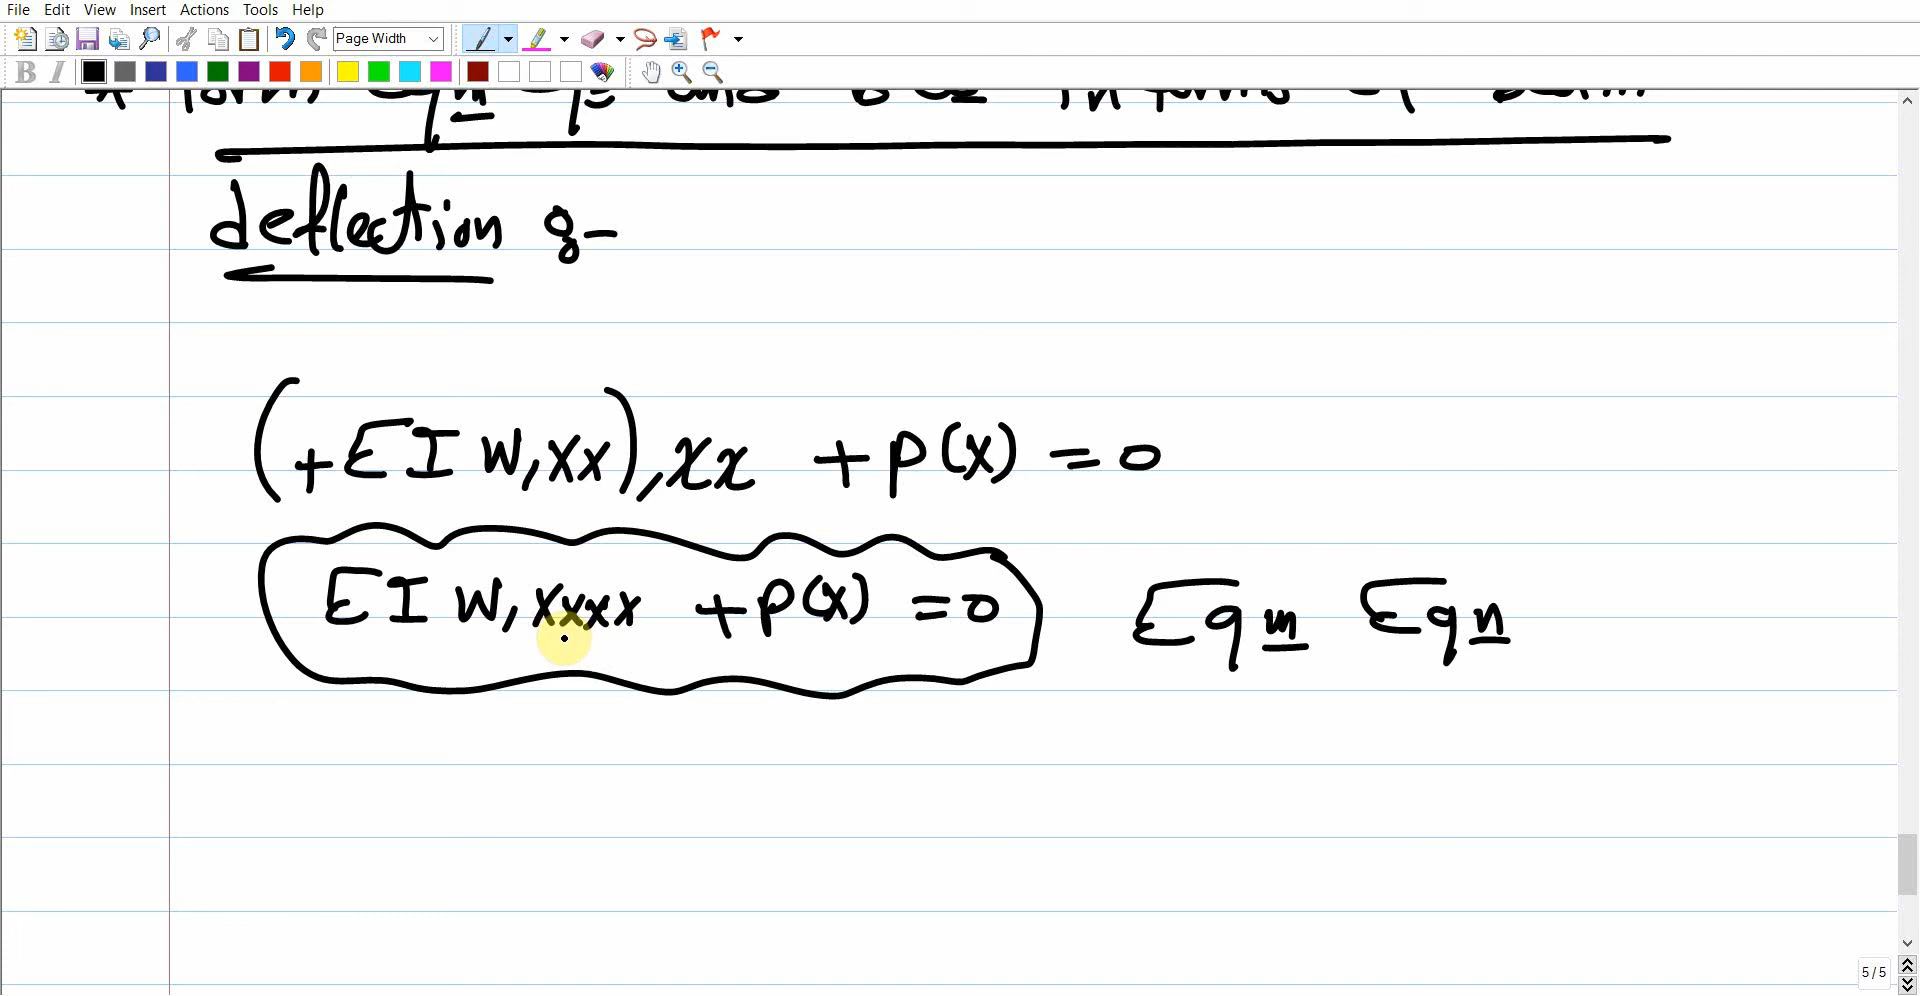 File Edit View Insert Actions Tools Help
Page Width
B I
deflection :-
(+EI W,xx),xx + p(x) = 0
EI W,xxxx + p(x) = 0 Eqm Eqn
5 / 5